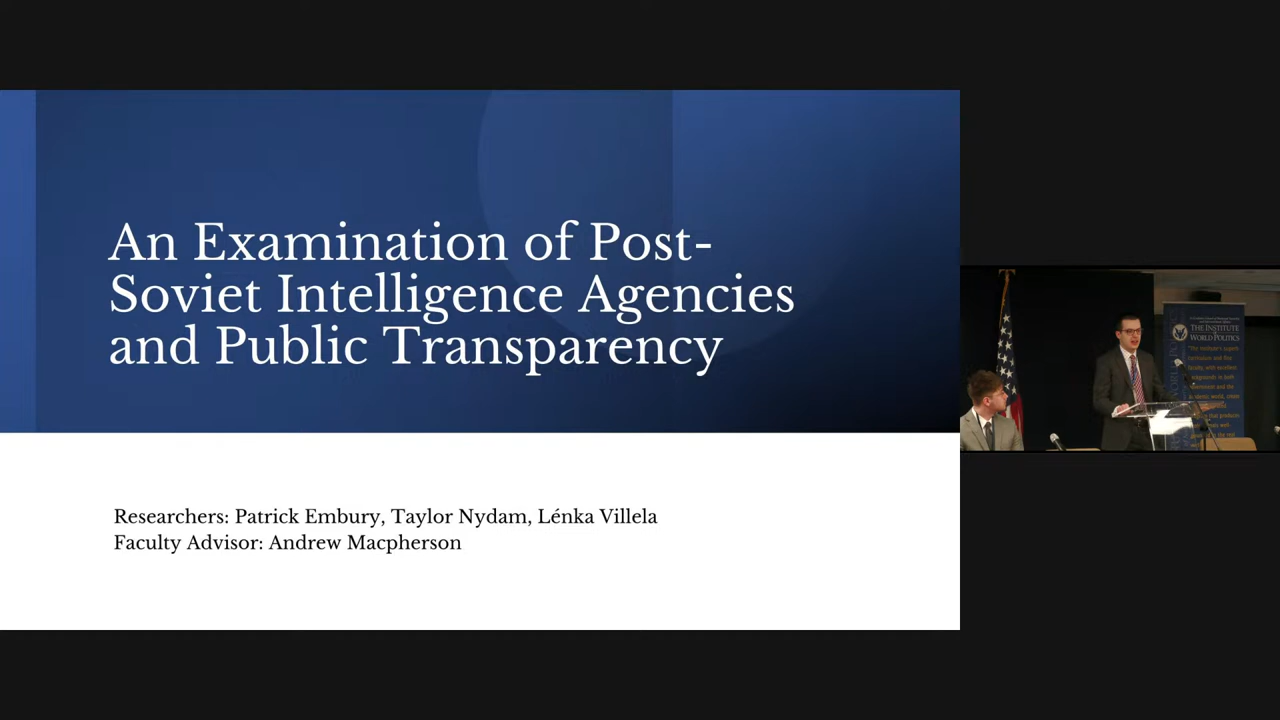 An Examination of Post-
Soviet Intelligence Agencies
and Public Transparency
Researchers: Patrick Embury, Taylor Nydam, Lénka Villela
Faculty Advisor: Andrew Macpherson
THE INSTITUTE
WORLD POLITICS